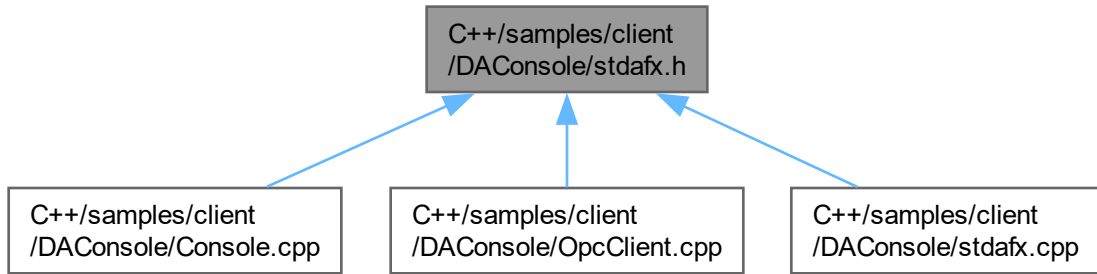 C++/samples/client
/DAConsole/stdafx.h
C++/samples/client
/DAConsole/Console.cpp
C++/samples/client
/DAConsole/OpcClient.cpp
C++/samples/client
/DAConsole/stdafx.cpp